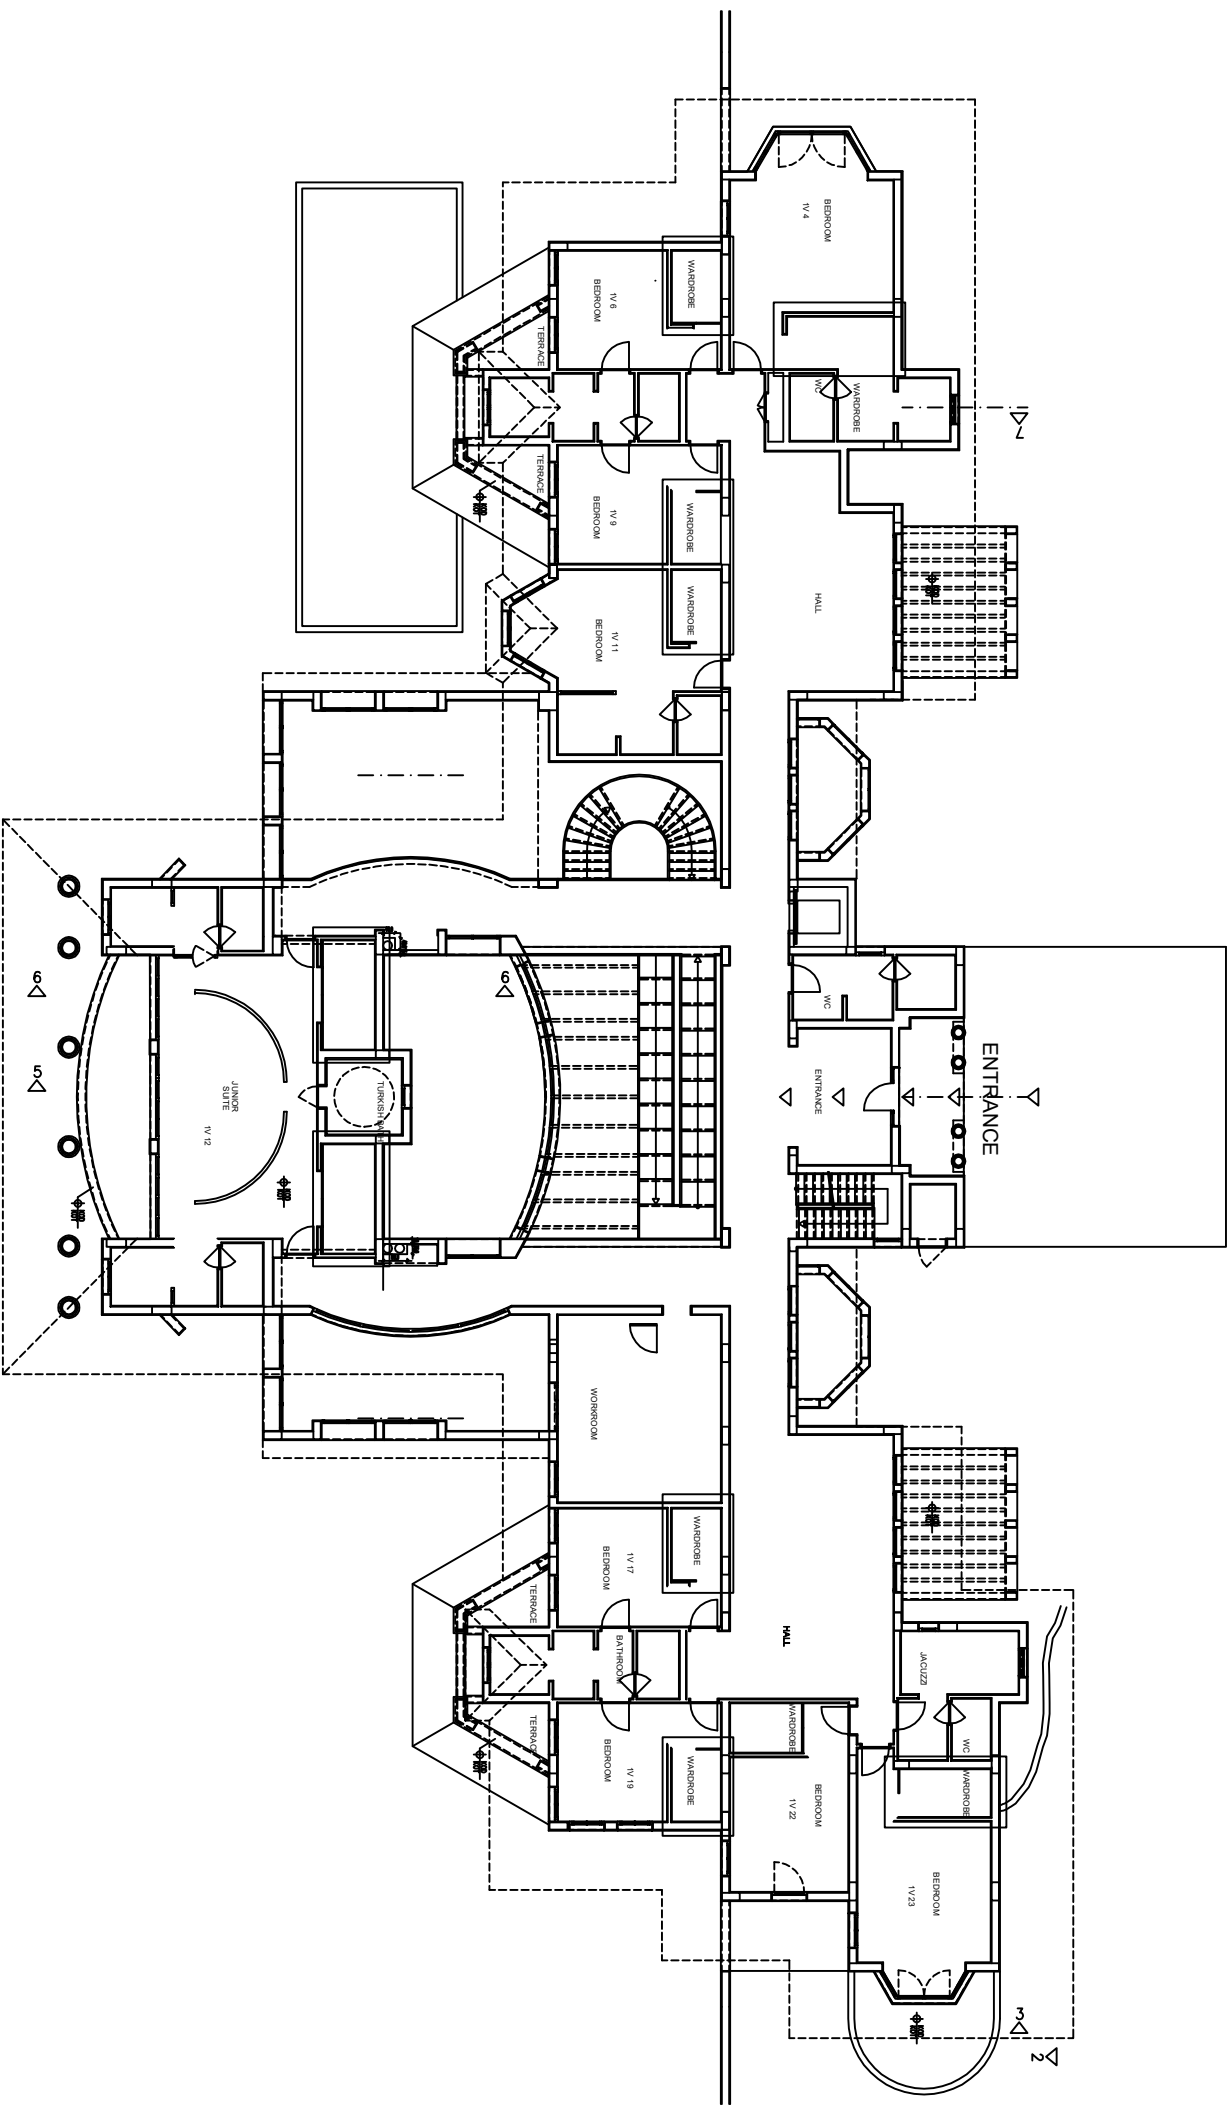 BEDROOM
1V 4
WARDROBE
1V 6
BEDROOM
TERRACE
WC
WARDROBE
7
TERRACE
BEDROOM
1V 9
WARDROBE
WARDROBE
1V 11
BEDROOM
HALL
6
6
5
WC
ENTRANCE
ENTRANCE
JUNIOR
SUITE
1V 12
TURKISH BATH
WORKROOM
WARDROBE
1V 17
BEDROOM
TERRACE
BATHROOM
HALL
JACUZZI
WC
TERRACE
BEDROOM
1V 19
WARDROBE
WARDROBE
BEDROOM
1V 22
WARDROBE
BEDROOM
1V 23
3
2